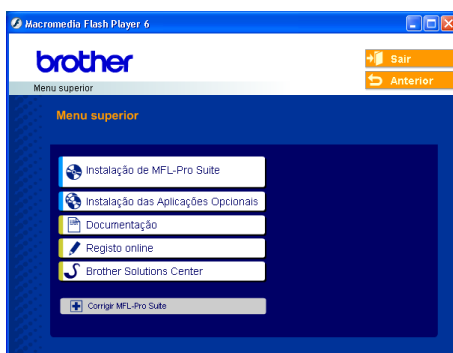 Macromedia Flash Player 6
brother
Sair
Anterior
Menu superior
Menu superior
Instalação de MFL-Pro Suite
Instalação das Aplicações Opcionais
Documentação
Registo online
Brother Solutions Center
Corrigir MFL-Pro Suite